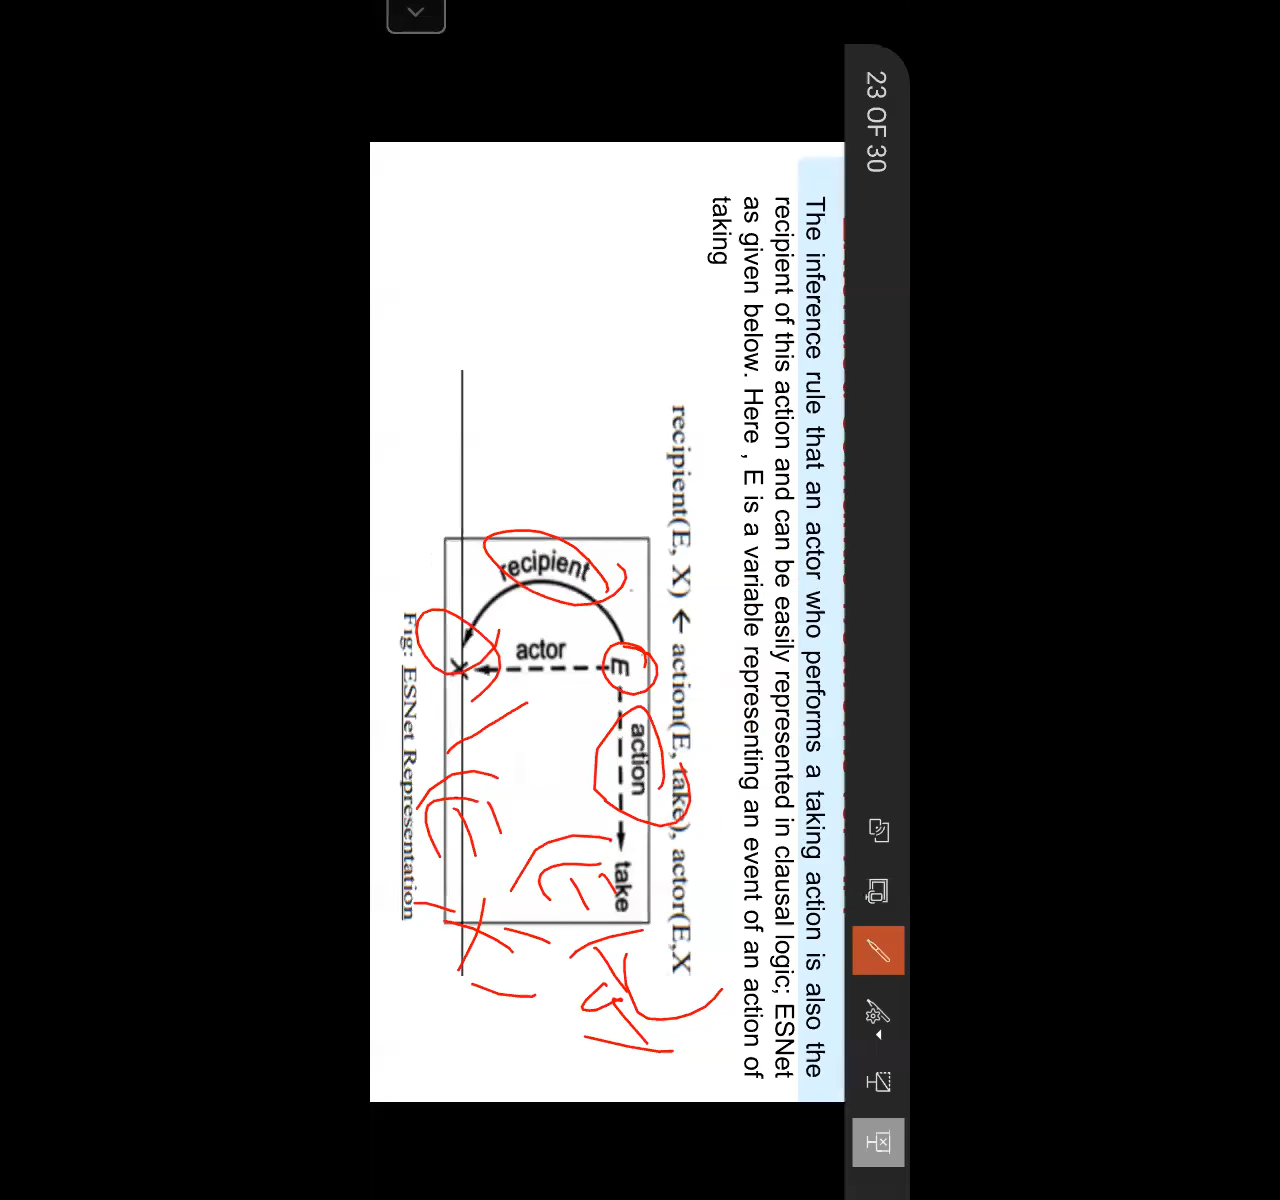 23 OF 30
The inference rule that an actor who performs a taking action is also the
recipient of this action and can be easily represented in clausal logic; ESNet
as given below. Here , E is a variable representing an event of an action of
taking
recipient(E, X) ← action(E, take), actor(E,X
action
E
take
recipient
actor
X
Fig: ESNet Representation